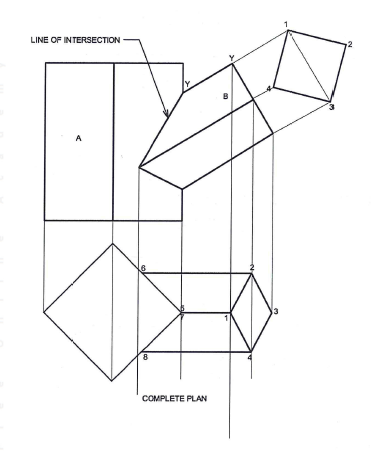 1
2
LINE OF INTERSECTION
Y
Y
B
4
3
A
6
2
5
7
1
3
8
4
COMPLETE PLAN